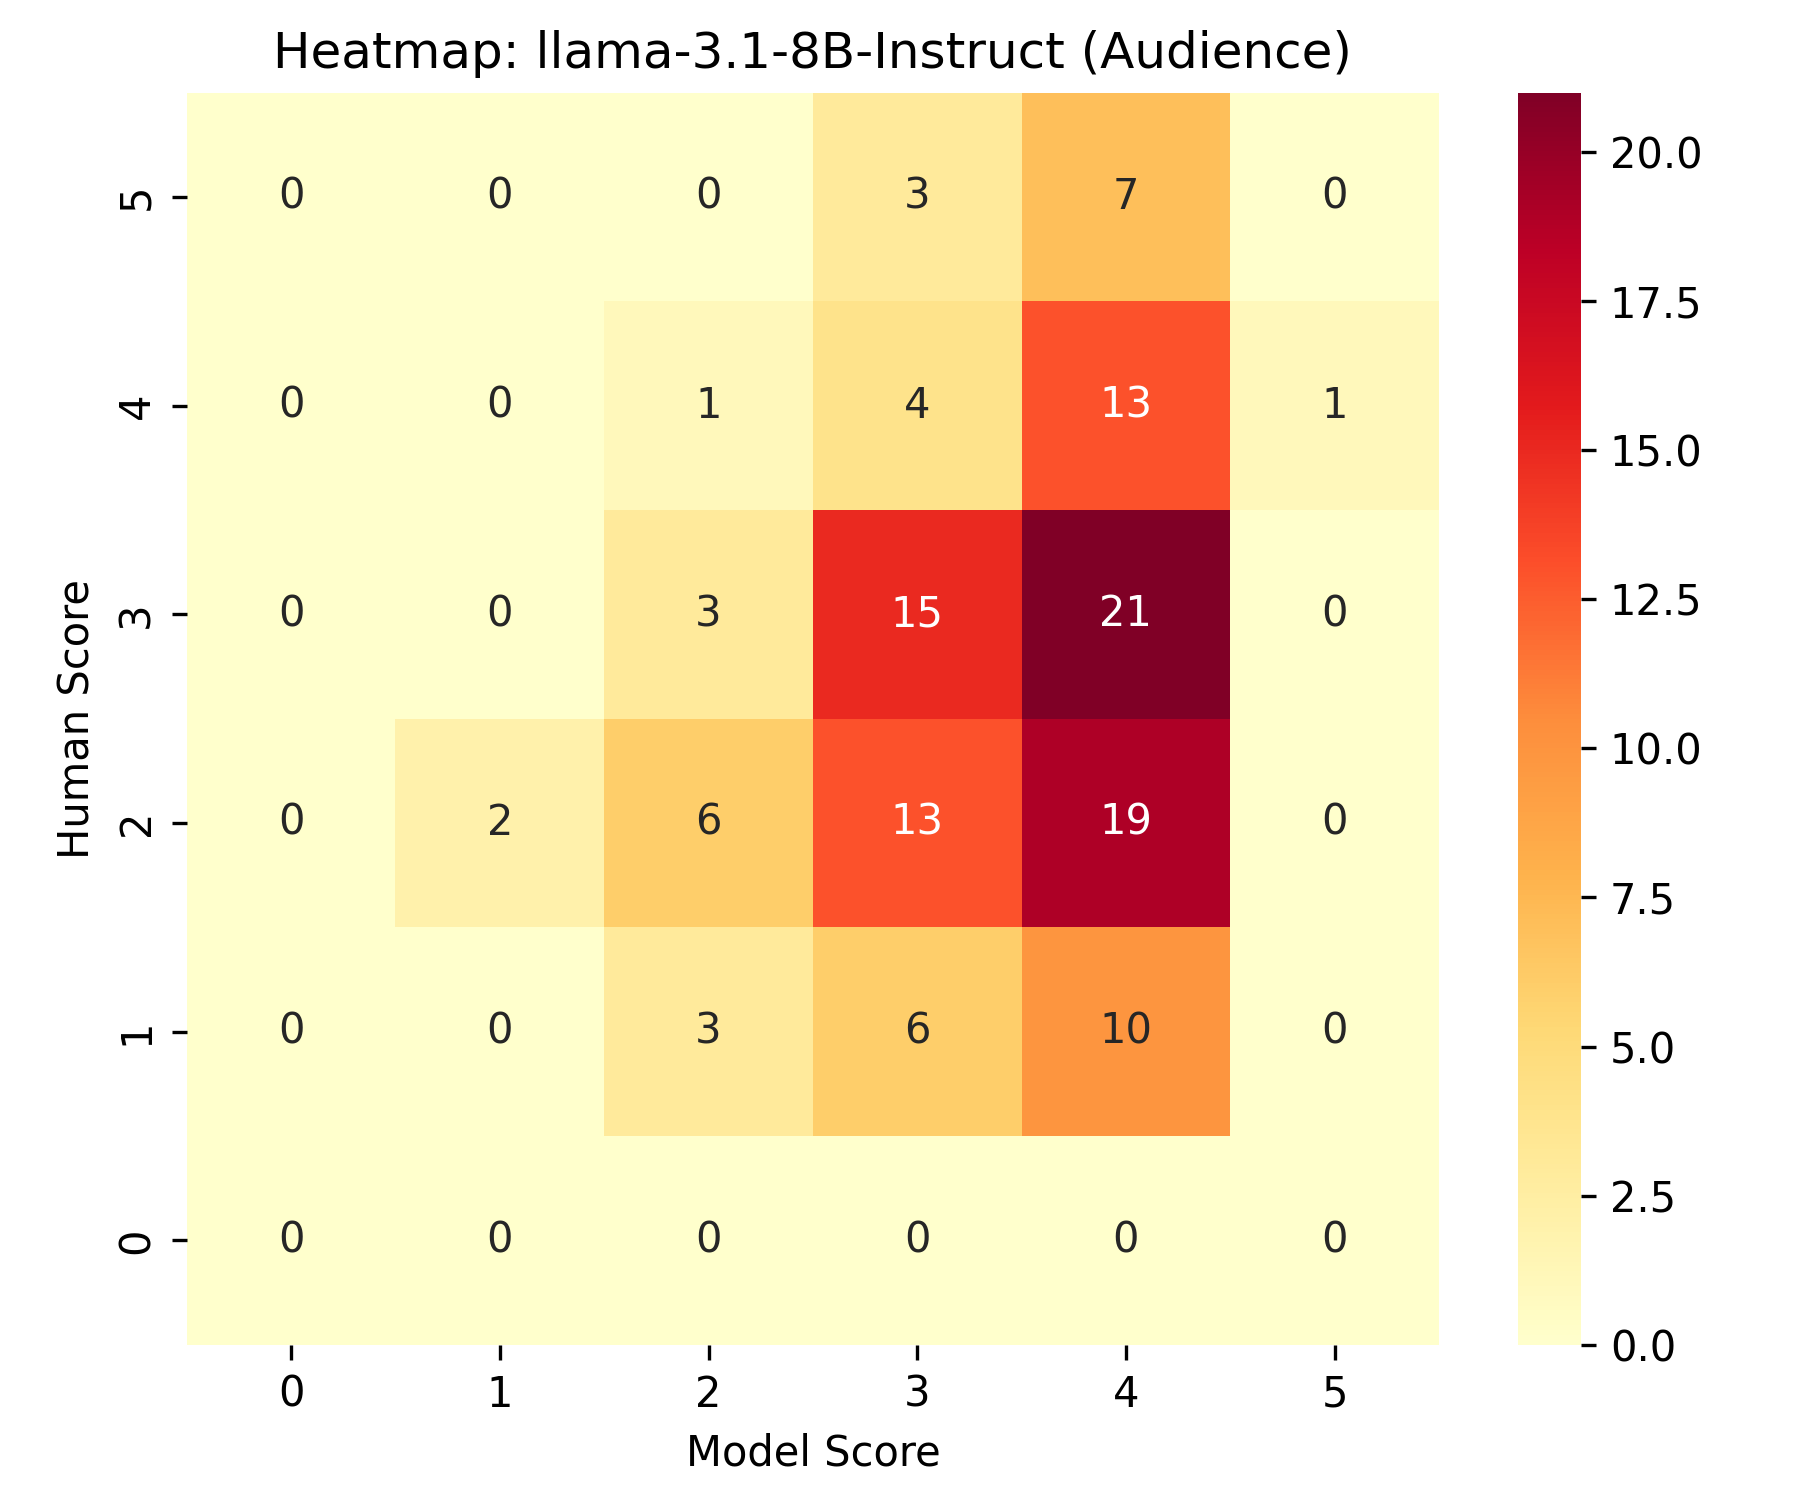 Heatmap: llama-3.1-8B-Instruct (Audience)
Human Score
5 0 0 0 3 7 0
4 0 0 1 4 13 1
3 0 0 3 15 21 0
2 0 2 6 13 19 0
1 0 0 3 6 10 0
0 0 0 0 0 0 0
0 1 2 3 4 5
Model Score
20.0
17.5
15.0
12.5
10.0
7.5
5.0
2.5
0.0